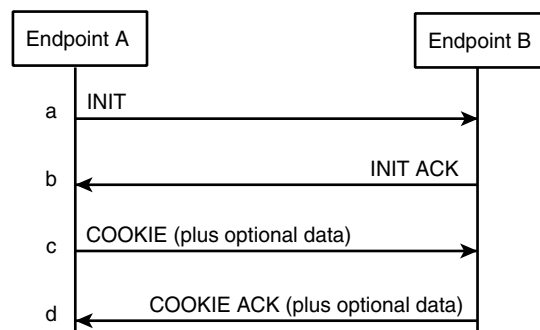 Endpoint A
Endpoint B
a
INIT
b
INIT ACK
c
COOKIE (plus optional data)
d
COOKIE ACK (plus optional data)